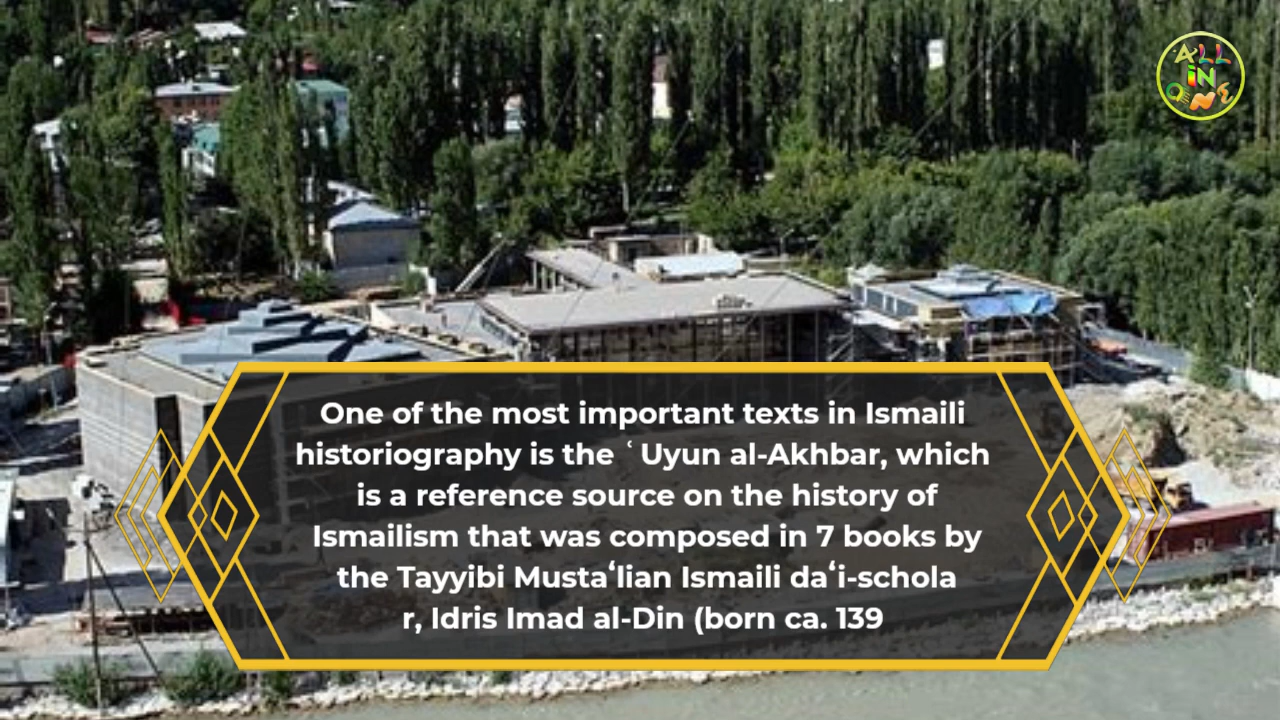 ALL
iN
ONE
One of the most important texts in Ismaili
historiography is the ʿUyun al-Akhbar, which
is a reference source on the history of
Ismailism that was composed in 7 books by
the Tayyibi Mustaʻlian Ismaili daʻi-schola
r, Idris Imad al-Din (born ca. 139